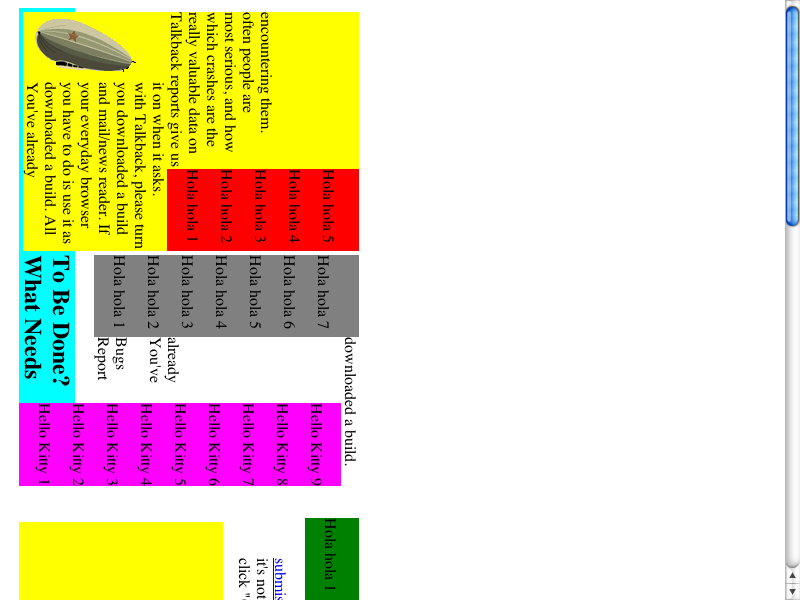 You've already
downloaded a build. All
you have to do is use it as
your everyday browser
and mail/news reader. If
you downloaded a build
with Talkback, please turn
it on when it asks.
Talkback reports give us
really valuable data on
which crashes are the
most serious, and how
often people are
encountering them.
Hola hola 1
Hola hola 2
Hola hola 3
Hola hola 4
Hola hola 5
What Needs
To Be Done?
Hola hola 1
Hola hola 2
Hola hola 3
Hola hola 4
Hola hola 5
Hola hola 6
Hola hola 7
Report
Bugs
You've
already
downloaded a build.
Hello Kitty 1
Hello Kitty 2
Hello Kitty 3
Hello Kitty 4
Hello Kitty 5
Hello Kitty 6
Hello Kitty 7
Hello Kitty 8
Hello Kitty 9
click "
it's not
submis
Hola hola 1